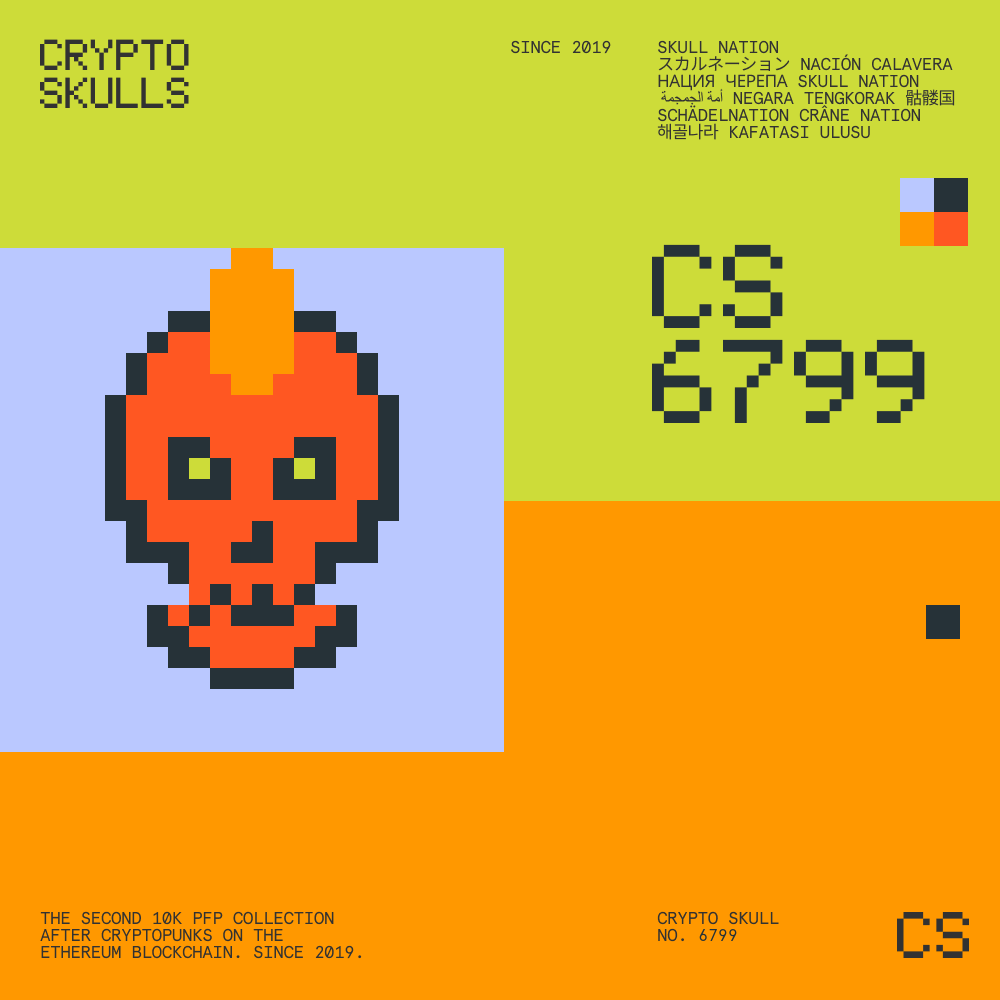 CRYPTO
SKULLS
SINCE 2019
SKULL NATION
スカルネーション NACIÓN CALAVERA
НАЦИЯ ЧЕРЕПА SKULL NATION
أمة الجمجمة NEGARA TENGKORAK 骷髅国
SCHÄDELNATION CRÂNE NATION
해골나라 KAFATASI ULUSU
CS
6799
THE SECOND 10K PFP COLLECTION
AFTER CRYPTOPUNKS ON THE
ETHEREUM BLOCKCHAIN. SINCE 2019.
CRYPTO SKULL
NO. 6799
CS